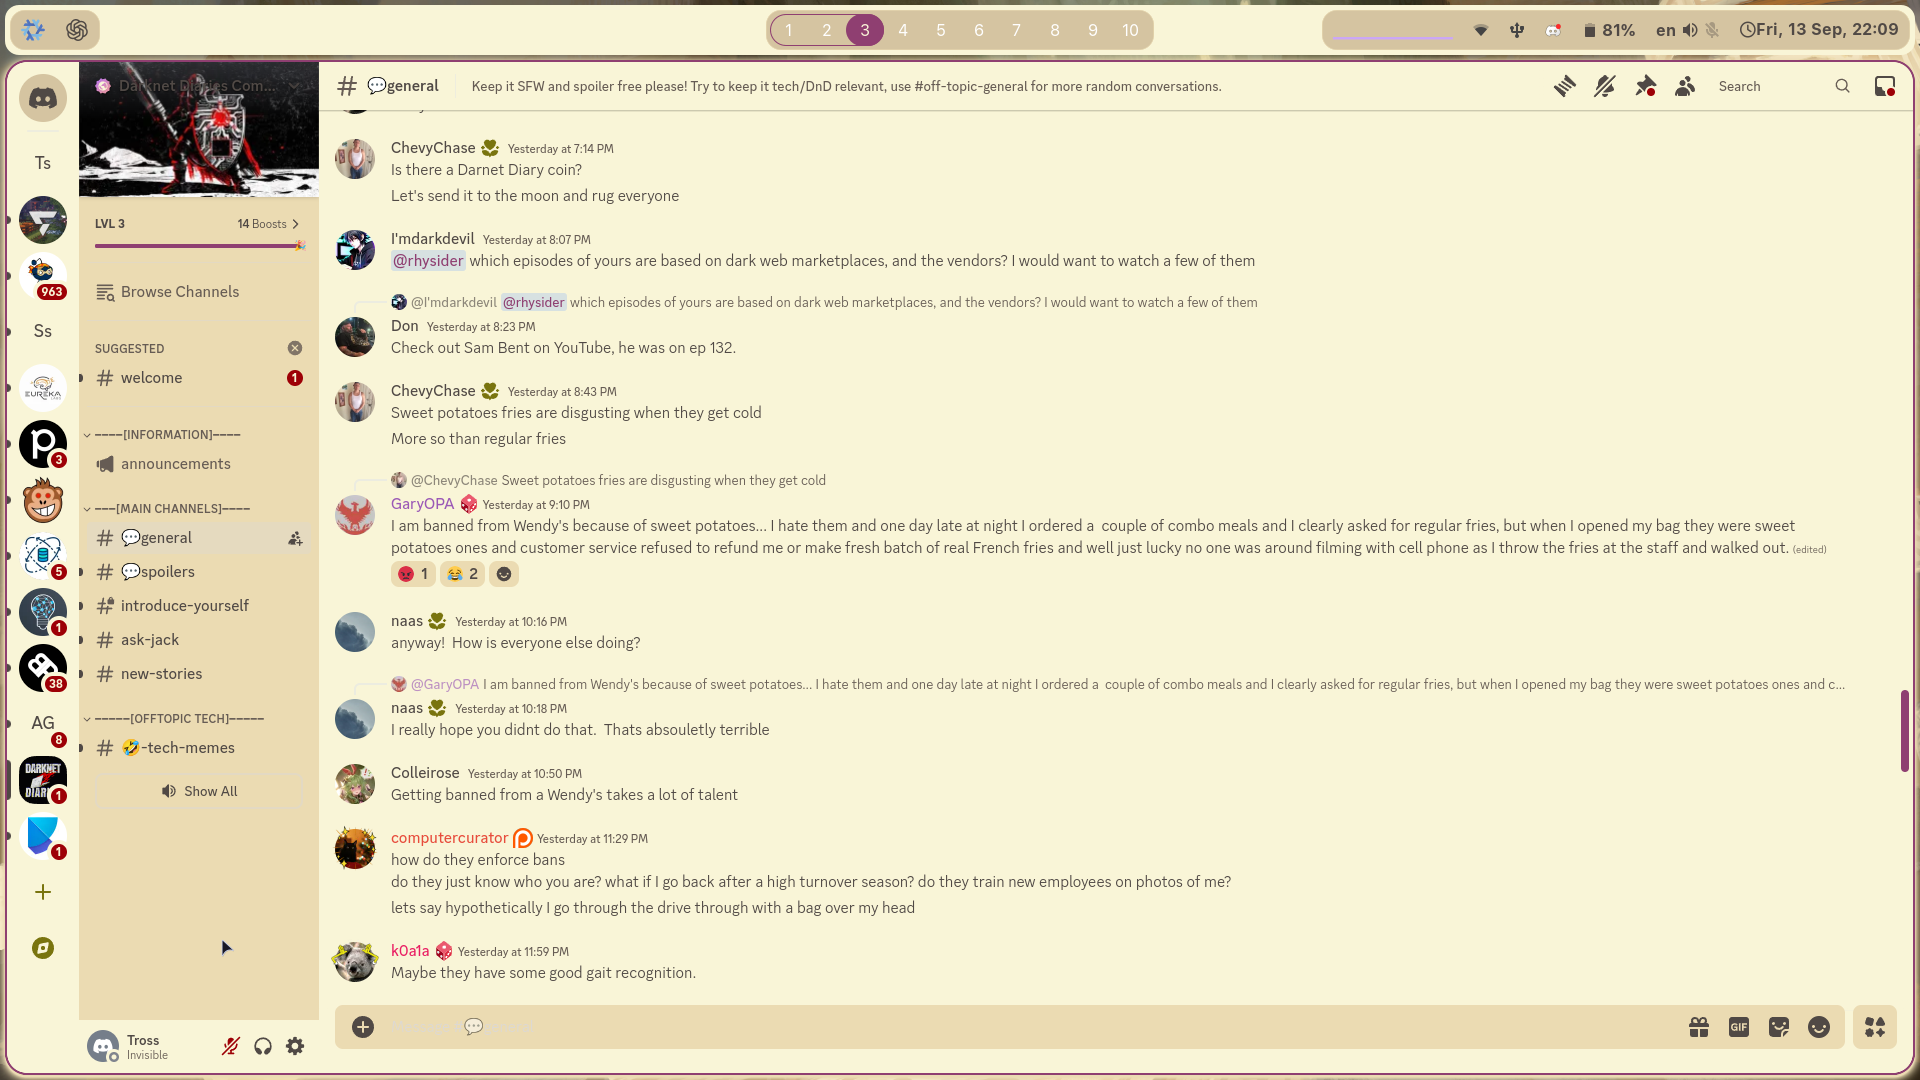 1 2 3 4 5 6 7 8 9 10
81%
en
Fri, 13 Sep, 22:09
Ts
963
Ss
EUREKA
3
5
1
38
AG
8
DARKNET
DIARI
1
1
Darknet Diaries Com...
LVL 3
14 Boosts
Browse Channels
SUGGESTED
welcome
1
----[INFORMATION]----
announcements
---[MAIN CHANNELS]----
💬general
💬spoilers
introduce-yourself
ask-jack
new-stories
-----[OFFTOPIC TECH]-----
🤣-tech-memes
Show All
Tross
Invisible
💬general
Keep it SFW and spoiler free please! Try to keep it tech/DnD relevant, use #off-topic-general for more random conversations.
Search
ChevyChase Yesterday at 7:14 PM
Is there a Darnet Diary coin?
Let's send it to the moon and rug everyone
I'mdarkdevil Yesterday at 8:07 PM
@rhysider which episodes of yours are based on dark web marketplaces, and the vendors? I would want to watch a few of them
@I'mdarkdevil @rhysider which episodes of yours are based on dark web marketplaces, and the vendors? I would want to watch a few of them
Don Yesterday at 8:23 PM
Check out Sam Bent on YouTube, he was on ep 132.
ChevyChase Yesterday at 8:43 PM
Sweet potatoes fries are disgusting when they get cold
More so than regular fries
@ChevyChase Sweet potatoes fries are disgusting when they get cold
GaryOPA Yesterday at 9:10 PM
I am banned from Wendy's because of sweet potatoes... I hate them and one day late at night I ordered a  couple of combo meals and I clearly asked for regular fries, but when I opened my bag they were sweet
potatoes ones and customer service refused to refund me or make fresh batch of real French fries and well just lucky no one was around filming with cell phone as I throw the fries at the staff and walked out. (edited)
😡 1 😂 2
naas Yesterday at 10:16 PM
anyway!  How is everyone else doing?
@GaryOPA I am banned from Wendy's because of sweet potatoes... I hate them and one day late at night I ordered a  couple of combo meals and I clearly asked for regular fries, but when I opened my bag they were sweet potatoes ones and c...
naas Yesterday at 10:18 PM
I really hope you didnt do that.  Thats absouletly terrible
Colleirose Yesterday at 10:50 PM
Getting banned from a Wendy's takes a lot of talent
computercurator Yesterday at 11:29 PM
how do they enforce bans
do they just know who you are? what if I go back after a high turnover season? do they train new employees on photos of me?
lets say hypothetically I go through the drive through with a bag over my head
k0a1a Yesterday at 11:59 PM
Maybe they have some good gait recognition.
GIF